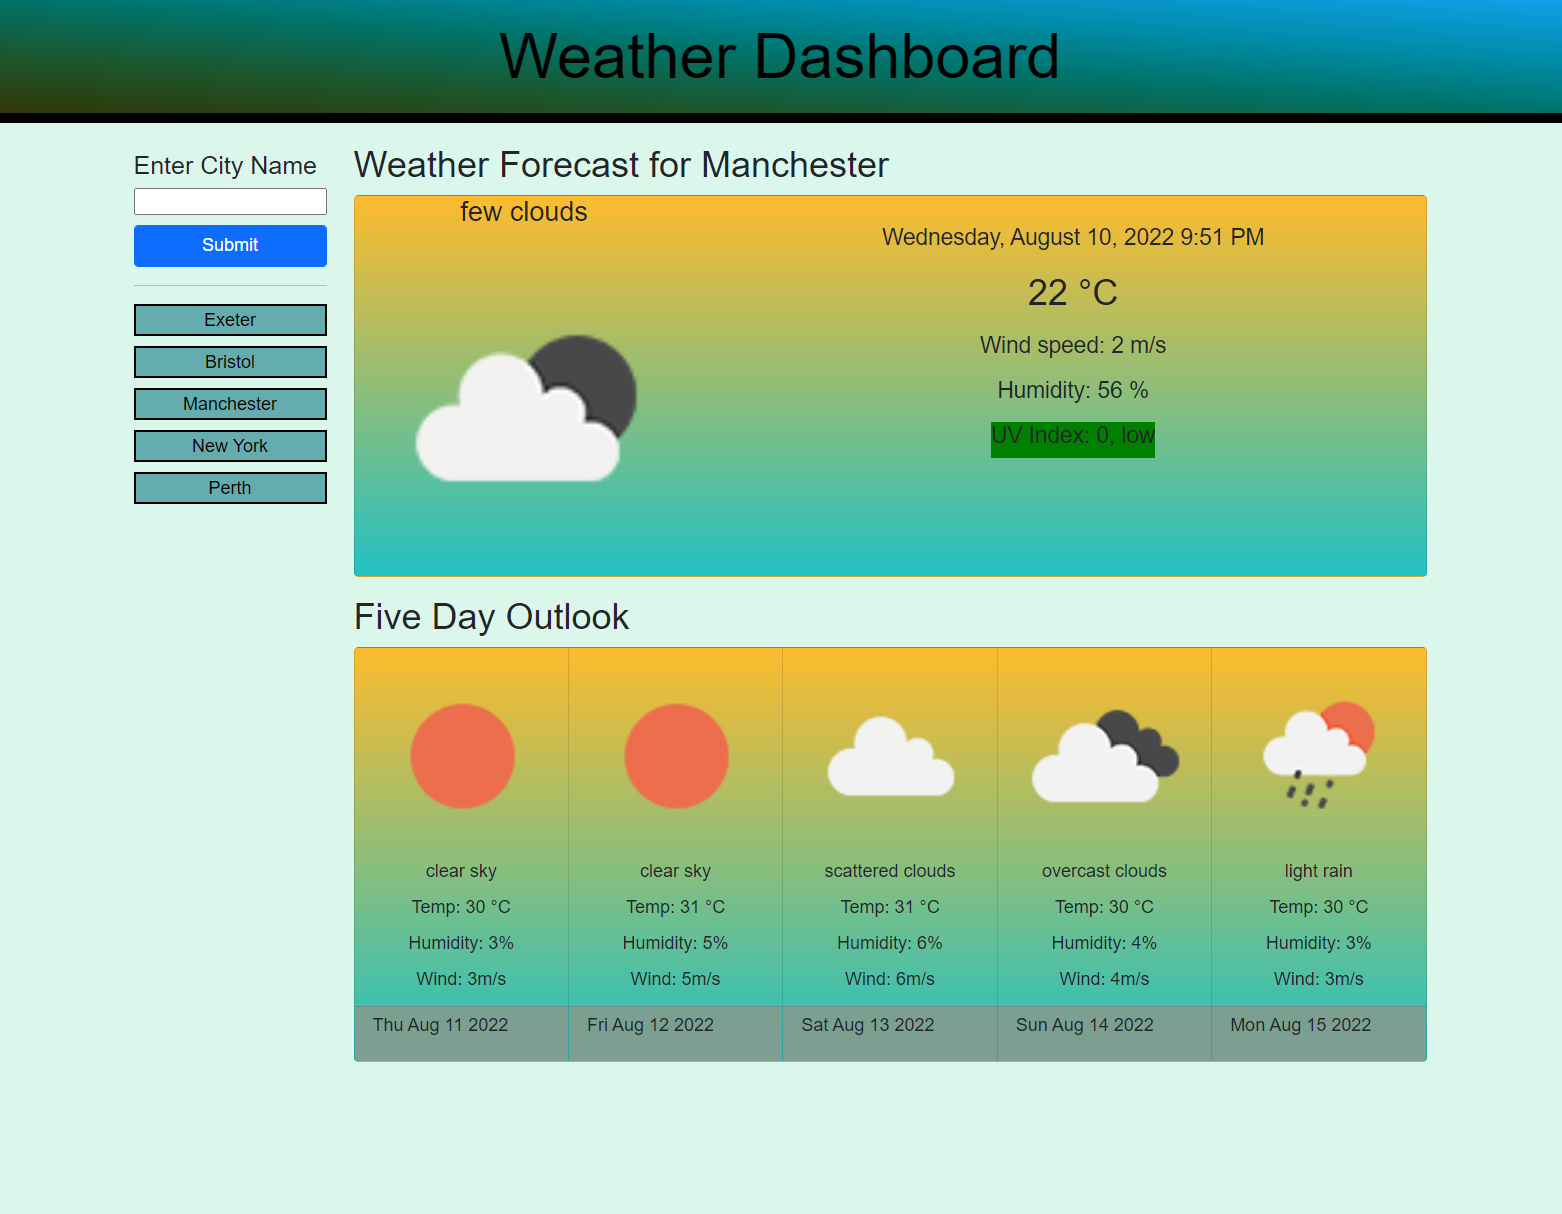 Weather Dashboard
Enter City Name
Submit
Exeter
Bristol
Manchester
New York
Perth
Weather Forecast for Manchester
few clouds
Wednesday, August 10, 2022 9:51 PM
22 °C
Wind speed: 2 m/s
Humidity: 56 %
UV Index: 0, low
Five Day Outlook
clear sky
Temp: 30 °C
Humidity: 3%
Wind: 3m/s
Thu Aug 11 2022
clear sky
Temp: 31 °C
Humidity: 5%
Wind: 5m/s
Fri Aug 12 2022
scattered clouds
Temp: 31 °C
Humidity: 6%
Wind: 6m/s
Sat Aug 13 2022
overcast clouds
Temp: 30 °C
Humidity: 4%
Wind: 4m/s
Sun Aug 14 2022
light rain
Temp: 30 °C
Humidity: 3%
Wind: 3m/s
Mon Aug 15 2022